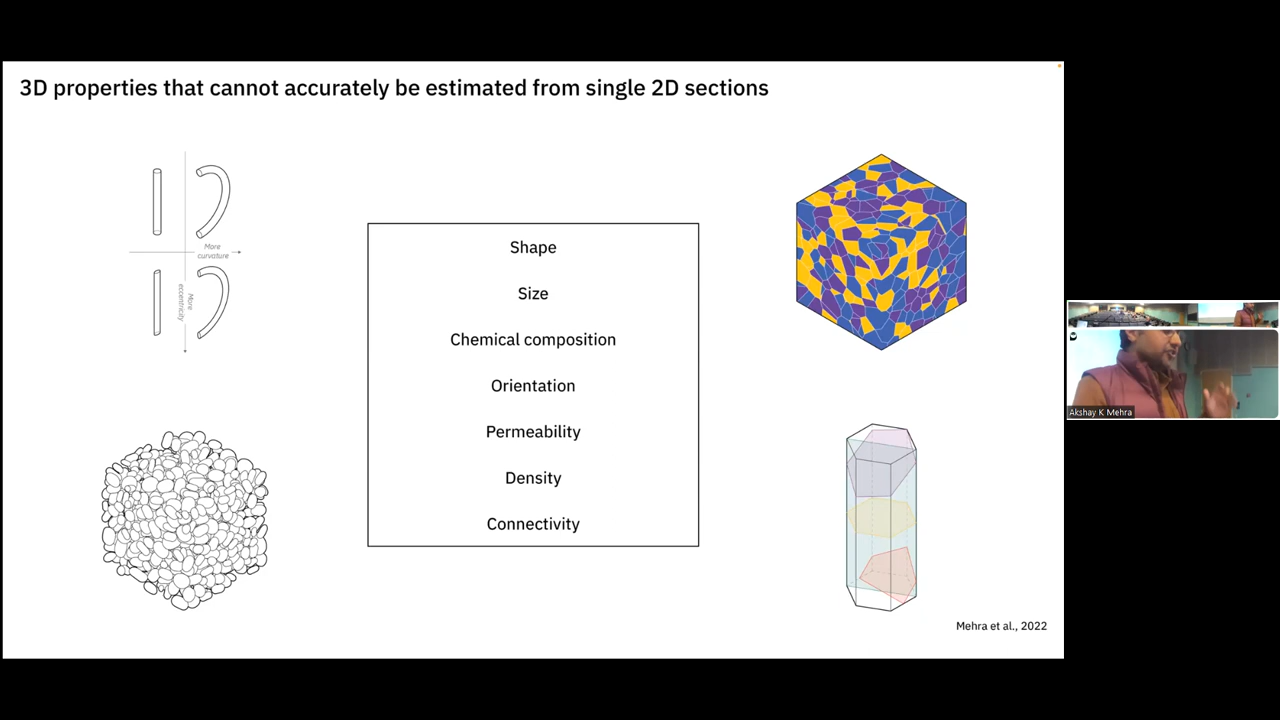 3D properties that cannot accurately be estimated from single 2D sections
More
curvature
More
eccentricity
Shape
Size
Chemical composition
Orientation
Permeability
Density
Connectivity
Mehra et al., 2022
Akshay K Mehra